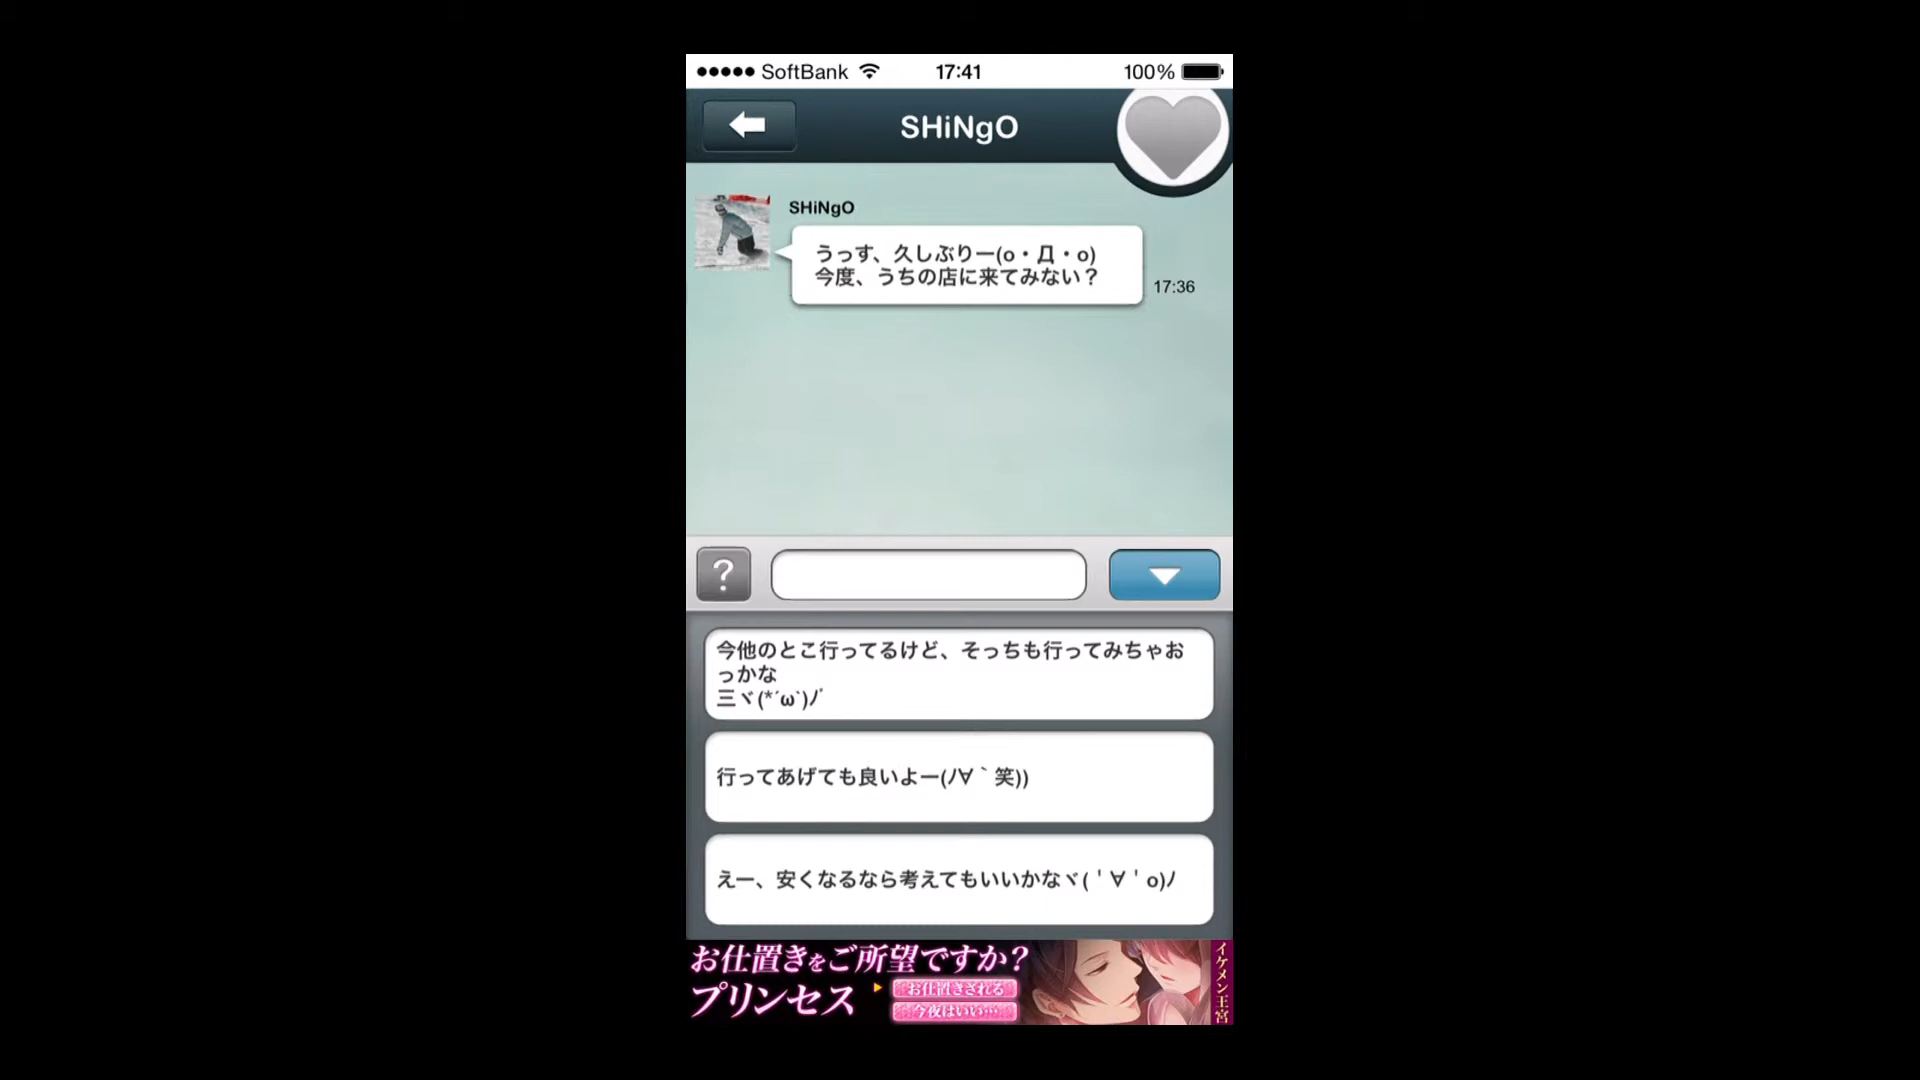 SoftBank 17:41 100%
SHiNgO
SHiNgO
うっす、久しぶりー(o・Д・o)
今度、うちの店に来てみない？
17:36
?
今他のとこ行ってるけど、そっちも行ってみちゃお
っかな
三ヾ(*´ω`)ﾉﾞ
行ってあげても良いよー(ﾉ∀｀笑))
えー、安くなるなら考えてもいいかなヾ(＇∀＇o)ﾉ
お仕置きをご所望ですか？
プリンセス
お仕置きされる
今夜はいい…
イケメン王宮